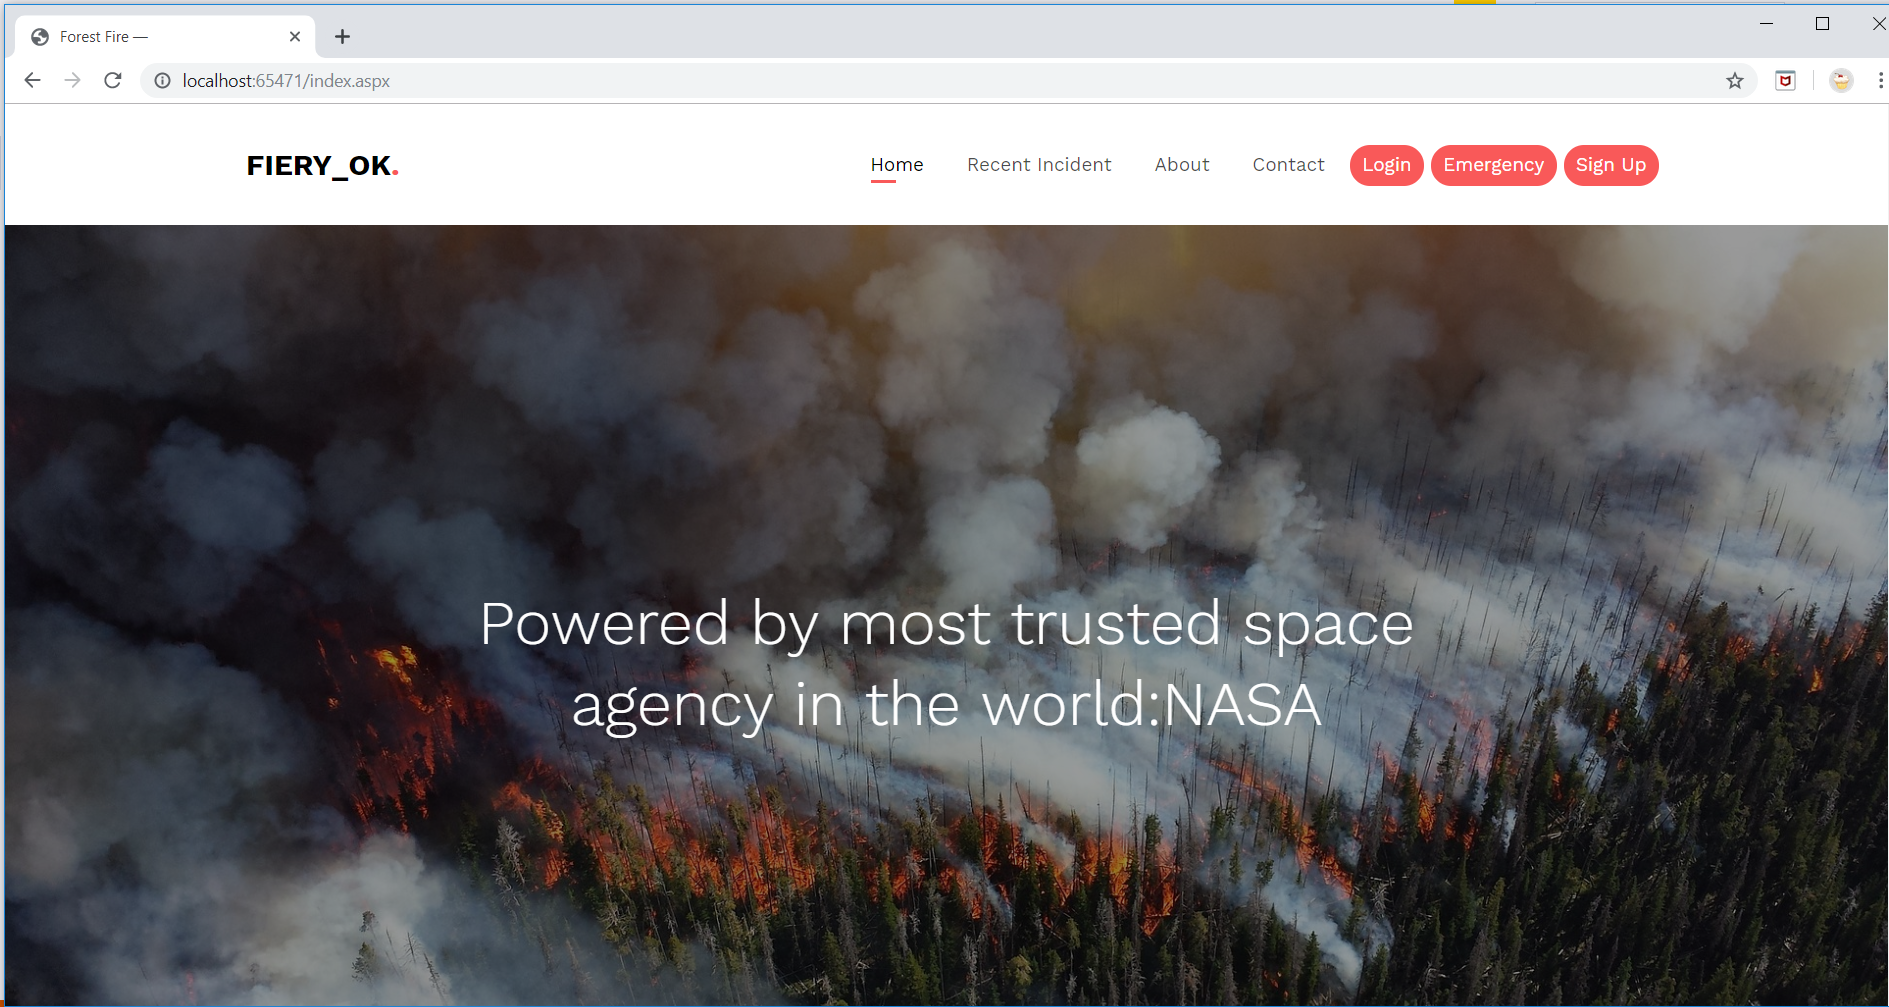 Forest Fire —
localhost:65471/index.aspx
FIERY_OK.
Home Recent Incident About Contact Login Emergency Sign Up
Powered by most trusted space
agency in the world:NASA